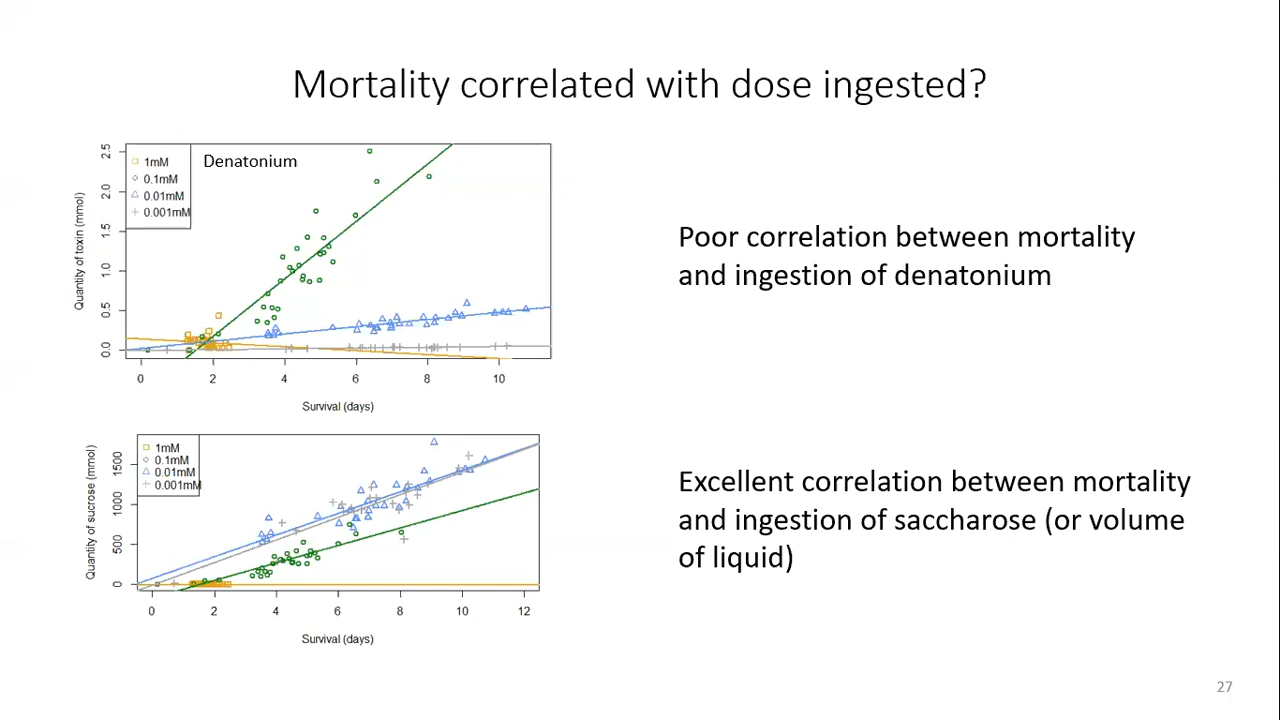 Mortality correlated with dose ingested?
Denatonium
1mM
0.1mM
0.01mM
0.001mM
Quantity of toxin (mmol)
2.5
2.0
1.5
1.0
0.5
0.0
0 2 4 6 8 10
Survival (days)
Poor correlation between mortality
and ingestion of denatonium
1mM
0.1mM
0.01mM
0.001mM
Quantity of sucrose (mmol)
1500
1000
500
0
0 2 4 6 8 10 12
Survival (days)
Excellent correlation between mortality
and ingestion of saccharose (or volume
of liquid)
27